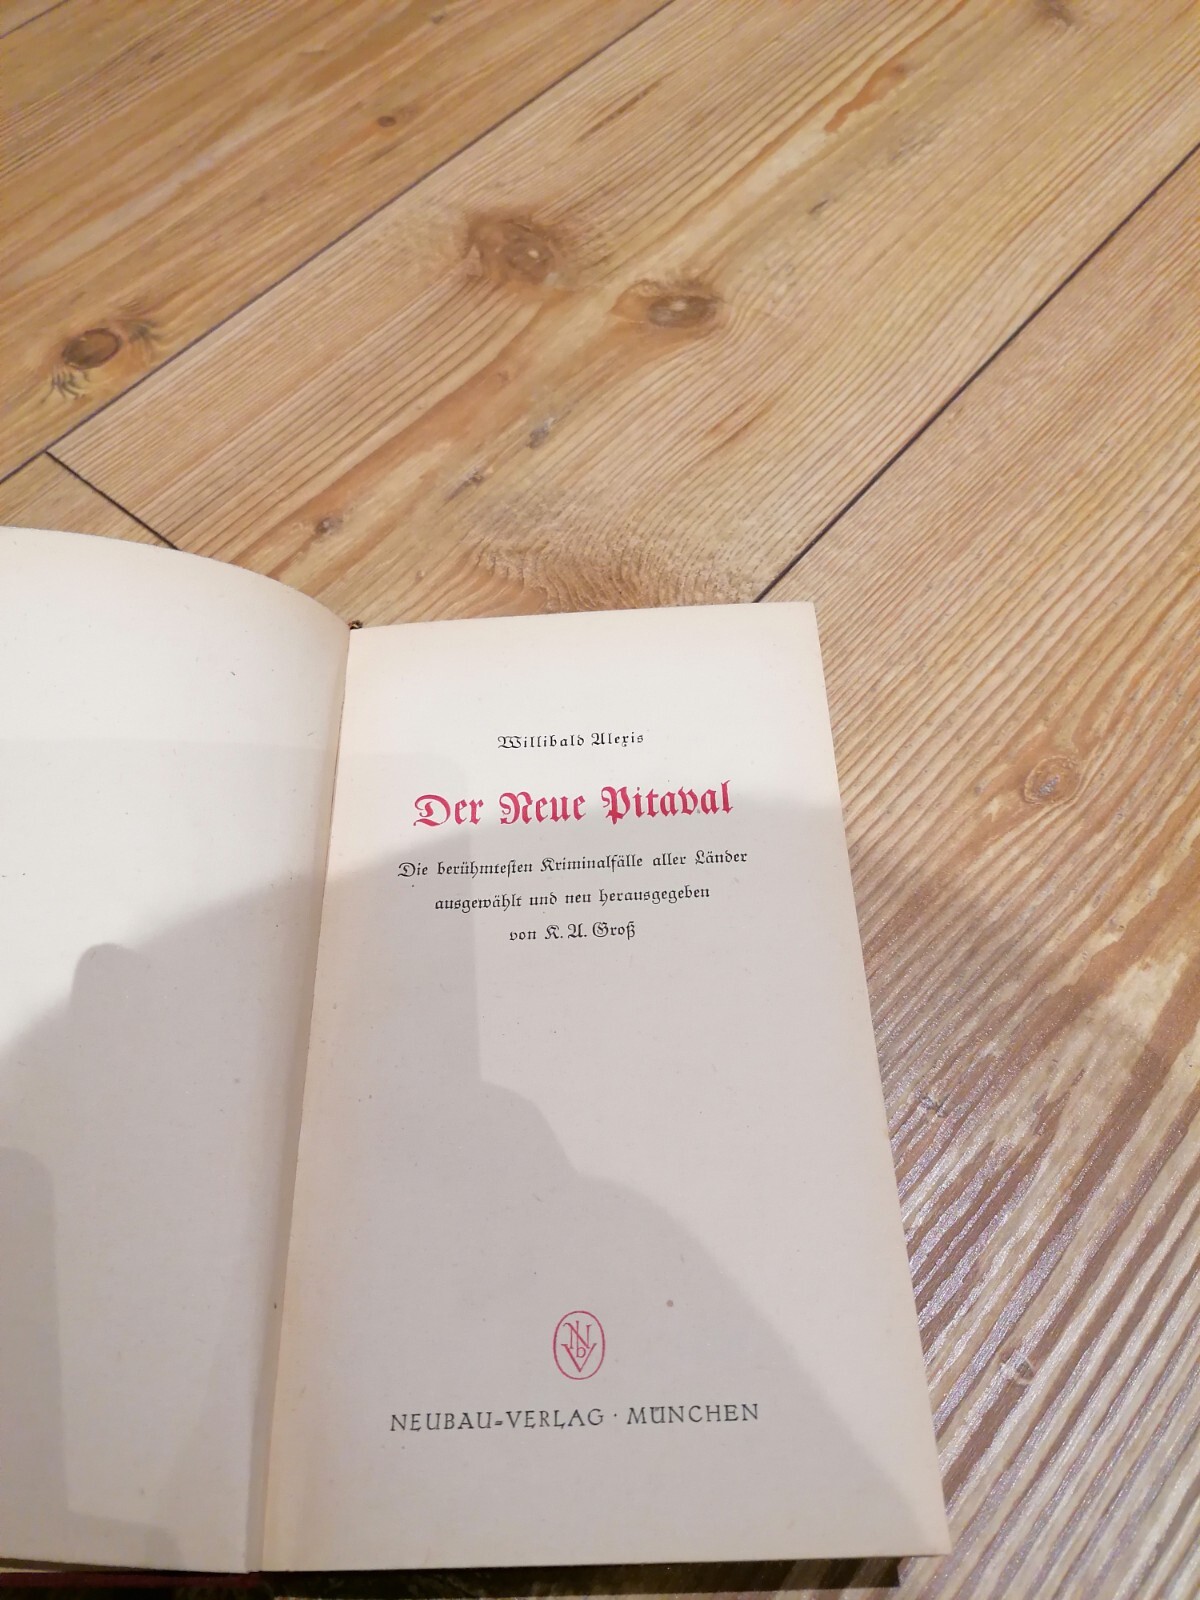 Willibald Alexis
Der Neue Pitaval
Die berühmtesten Kriminalfälle aller Länder
ausgewählt und neu herausgegeben
von K. A. Groß
NbV
NEUBAU-VERLAG · MÜNCHEN